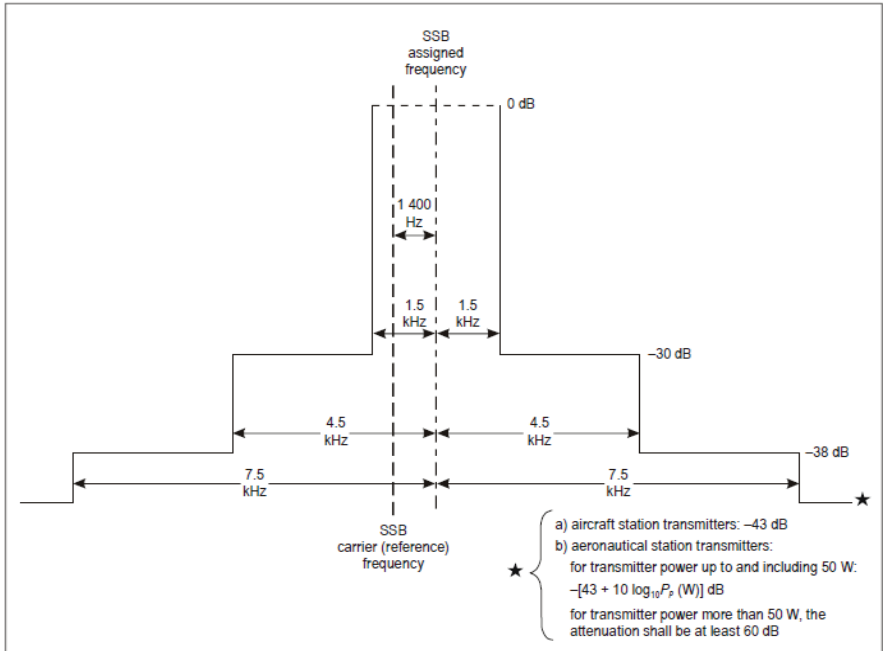 SSB
assigned
frequency
0 dB
1 400
Hz
1.5
kHz
1.5
kHz
–30 dB
4.5
kHz
4.5
kHz
–38 dB
7.5
kHz
7.5
kHz
★
SSB
carrier (reference)
frequency
★
a) aircraft station transmitters: –43 dB
b) aeronautical station transmitters:
for transmitter power up to and including 50 W:
–[43 + 10 log₁₀Pₚ (W)] dB
for transmitter power more than 50 W, the
attenuation shall be at least 60 dB